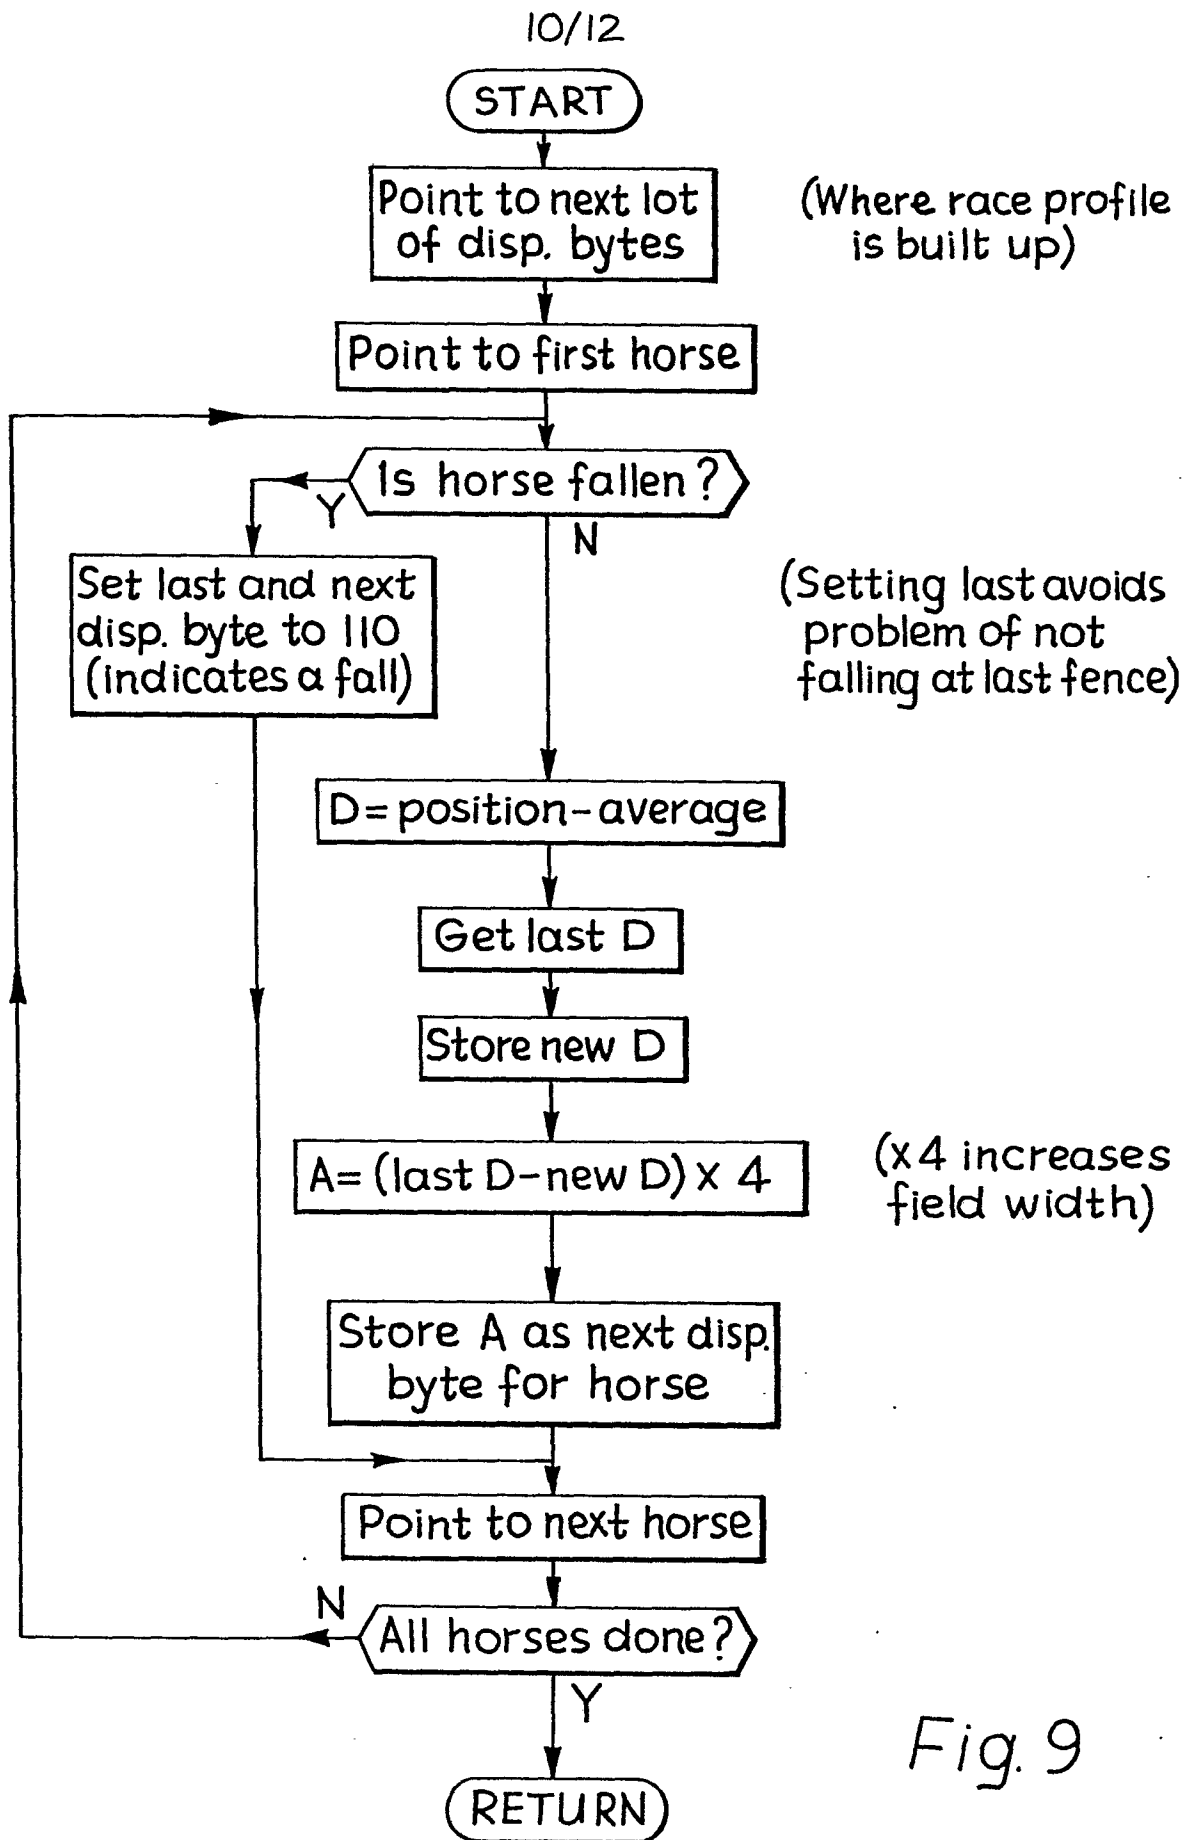 10/12
START
Point to next lot
of disp. bytes
(Where race profile
is built up)
Point to first horse
Is horse fallen?
Y
N
Set last and next
disp. byte to 110
(indicates a fall)
(Setting last avoids
problem of not
falling at last fence)
D=position-average
Get last D
Store new D
A=(last D-new D) x 4
(x4 increases
field width)
Store A as next disp.
byte for horse
Point to next horse
N
All horses done?
Y
Fig. 9
RETURN